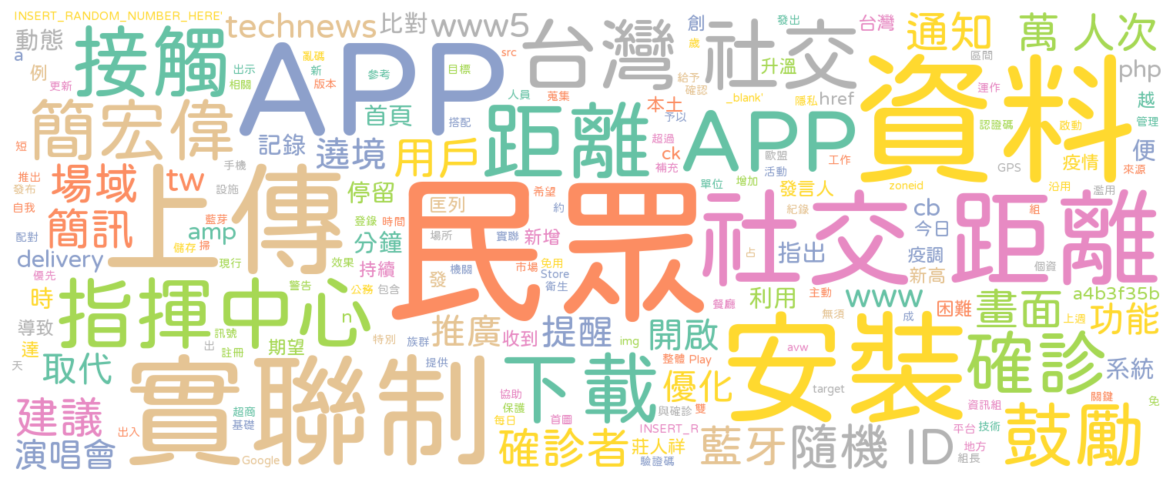 INSERT_RANDOM_NUMBER_HERE'
technews
比對
www5
動態
a
例
更新
接觸
亂碼
出示
相關
新
版本
src
APP
參考
目標
搭配
台灣
社交
創
歲
發出
台灣
升溫
通知
區間
萬
人次
php
越
管理
便
簡宏偉
首頁
人員
蒐集
距離
本土
予以
給予
確認
_blank'
隱私
href
資料
運作
認證碼
啟動
疫情
來源
短
記錄
遶境
用戶
超過
ck
補充
APP
歐盟
活動
工作
GPS
推出
發布
自我
場域
tw
手機
設施
上傳
停留
匡列
希望
約
民眾
單位
增加
發言人
紀錄
zoneid
沿用
濫用
社交
距離
簡訊
藍芽
儲存
掃
登錄
時間
場所
實聯
新增
cb
今日
組
配對
amp
分鐘
delivery
現行
效果
持續
發
機關
市場
免用
Store
衛生
占
指出
疫調
個資
優先
時
指揮中心
警告
公務
包含
新高
餐廳
利用
主動
www
困難
畫面
a4b3f35b
上週
功能
導致
n
訊號
出
註冊
期望
特別
推廣
族群
收到
提醒
img
開啟
無須
成
達
天
取代
實聯制
提供
下載
整體
Play
安裝
avw
target
確診
系統
建議
優化
協助
保護
每日
首圖
與確診
雙
關鍵
免
資訊組
超商
基礎
出入
Google
演唱會
確診者
INSERT_R
莊人祥
驗證碼
藍牙
隨機
ID
平台
技術
地方
組長
鼓勵